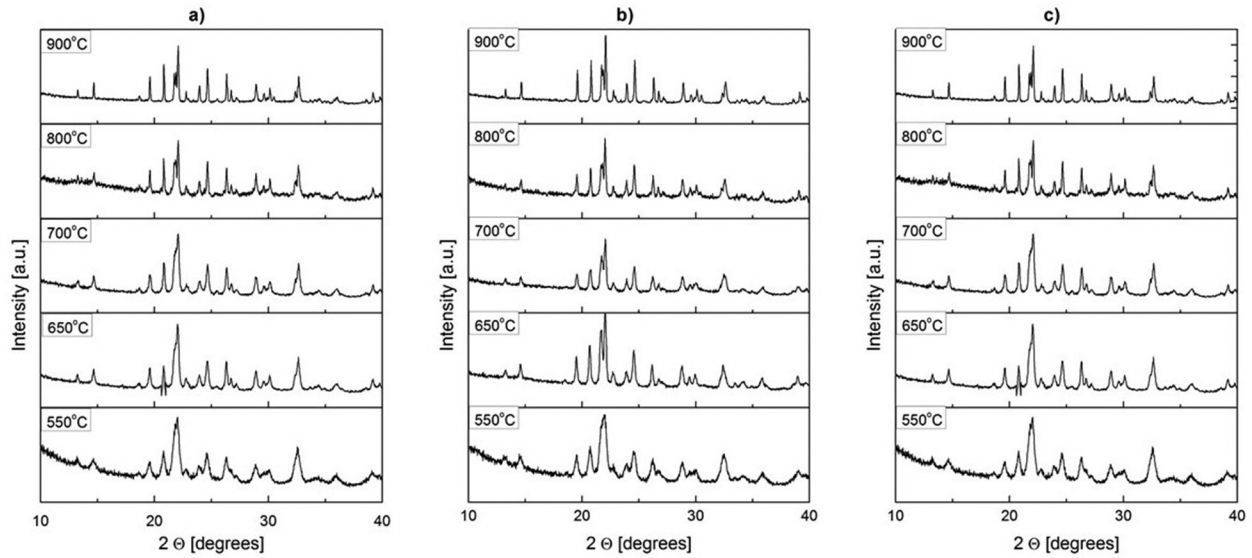 a)
900°C
800°C
700°C
650°C
550°C
Intensity [a.u.]
10 20 30 40
2 Θ [degrees]
b)
900°C
800°C
700°C
650°C
550°C
Intensity [a.u.]
10 20 30 40
2 Θ [degrees]
c)
900°C
800°C
700°C
650°C
550°C
Intensity [a.u.]
10 20 30 40
2 Θ [degrees]